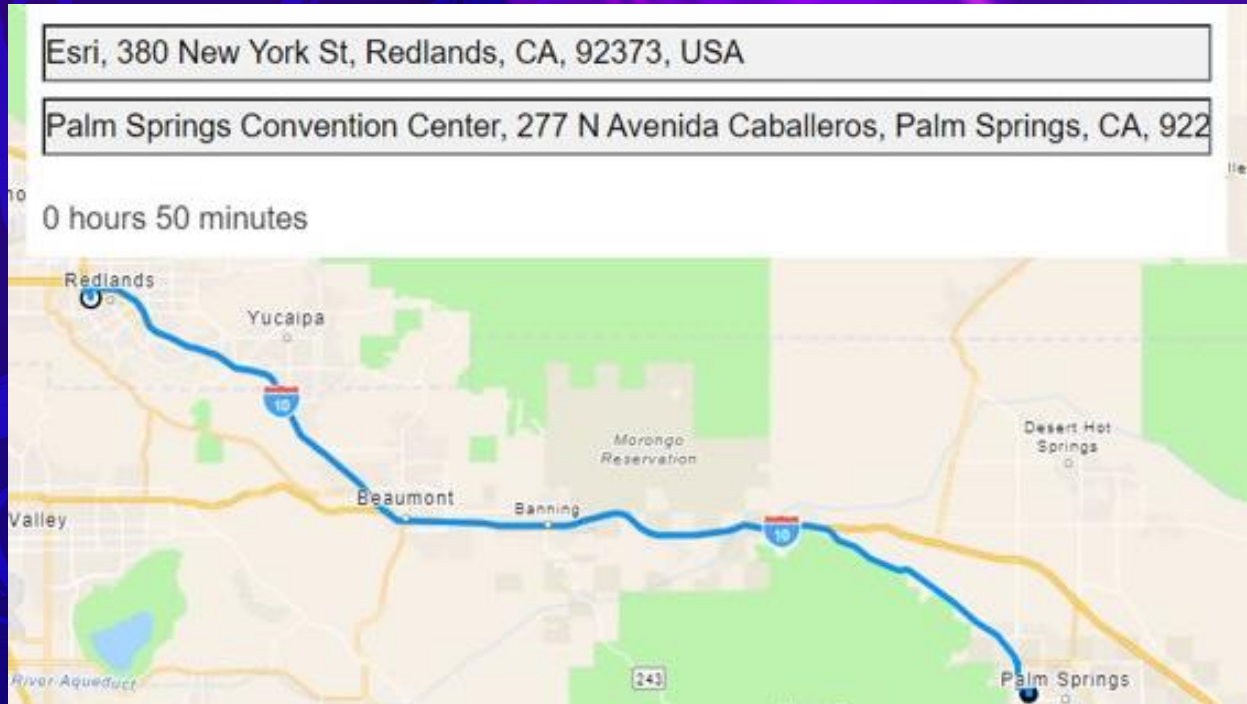 Esri, 380 New York St, Redlands, CA, 92373, USA
Palm Springs Convention Center, 277 N Avenida Caballeros, Palm Springs, CA, 922
0 hours 50 minutes
Redlands
Yucaipa
10
Desert Hot
Springs
Morongo
Reservation
Beaumont
Banning
Valley
10
243
Palm Springs
River Aqueduct